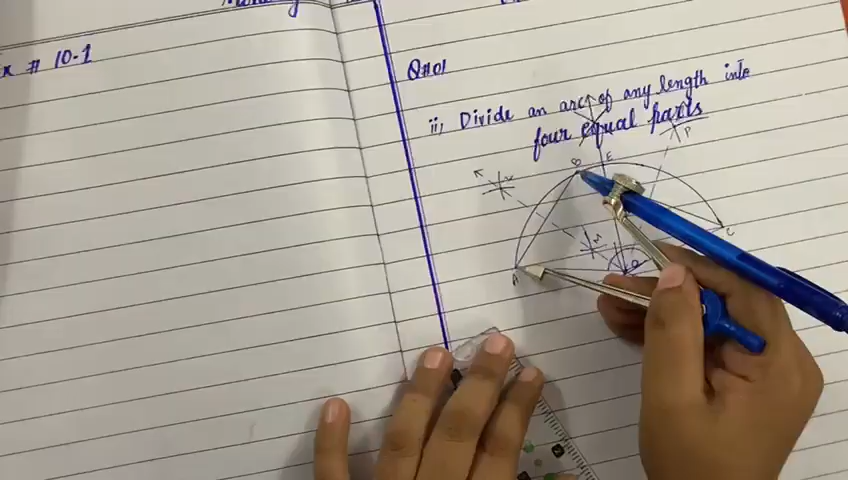 x # 10-1
Q#01
ii, Divide an arc of any length into
four equal parts
B
E
P
C
A